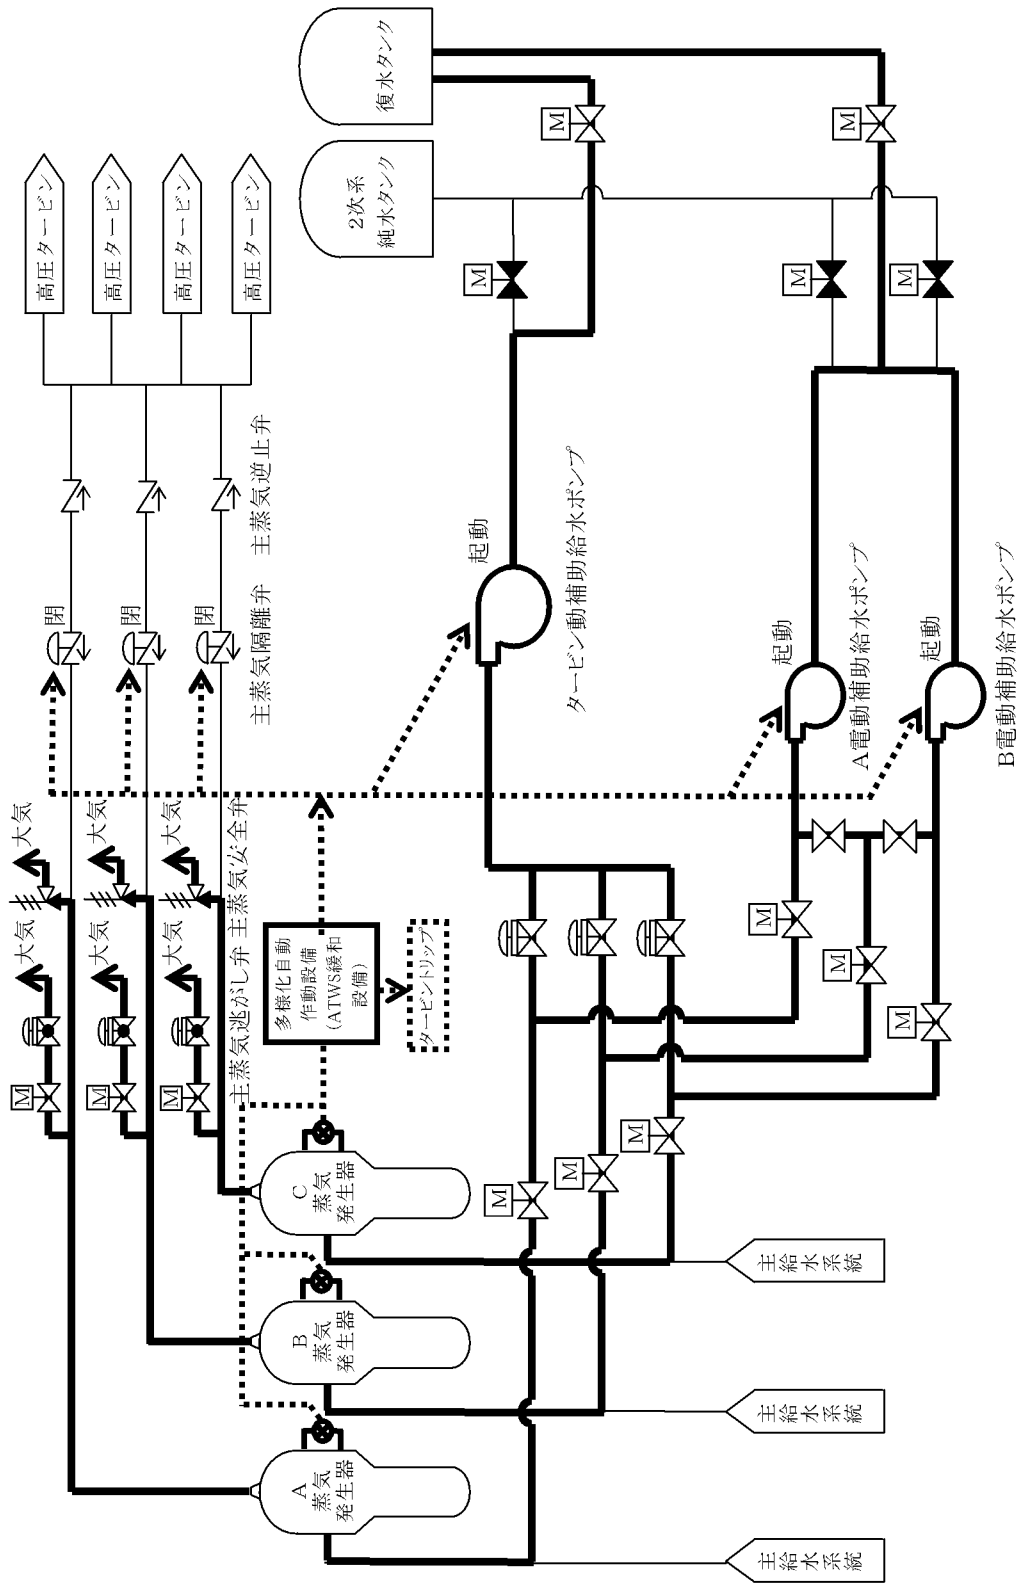 高圧タービン
高圧タービン
高圧タービン
高圧タービン
2次系
純水タンク
復水タンク
M
M
M
M
M
主蒸気逆止弁
閉
閉
閉
主蒸気隔離弁
起動
タービン動補助給水ポンプ
起動
A電動補助給水ポンプ
起動
B電動補助給水ポンプ
大気
大気
大気
主蒸気安全弁
大気
大気
大気
主蒸気逃がし弁
M
M
M
多様化自動
作動設備
(ATWS緩和
設備)
タービントリップ
M
M
M
M
M
M
A
蒸気
発生器
B
蒸気
発生器
C
蒸気
発生器
主
給
水
系
統
主
給
水
系
統
主
給
水
系
統